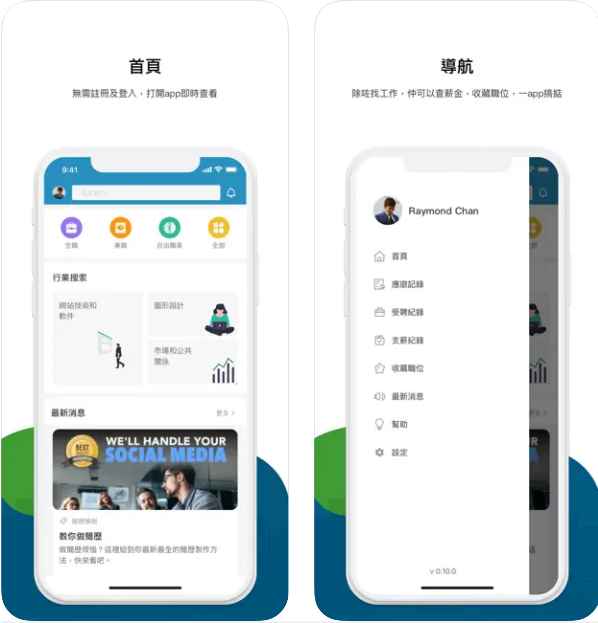 首頁
無需註冊及登入，打開app即時查看
9:41
全職
兼職
自由職業
全部
行業搜索
網站技術和
軟件
圖形設計
市場和公共
關係
最新消息
更多
BEST
WE'LL HANDLE YOUR
SOCIAL MEDIA
簡歷模板
教你做簡歷
做簡歷煩惱？這裡給到你最新最全的簡歷製作方
法，快來看吧。
導航
除咗找工作，仲可以查薪金，收藏職位，一app搞掂
Raymond Chan
首頁
應徵記錄
受聘紀錄
支薪紀錄
收藏職位
最新消息
幫助
設定
v 0.10.0